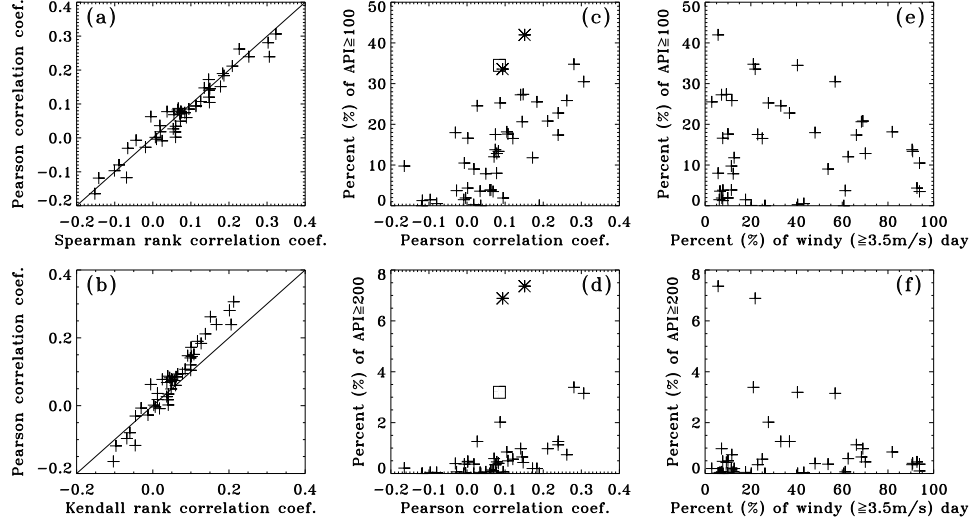 (a)
Pearson correlation coef.
0.4
0.3
0.2
0.1
0.0
−0.1
−0.2
−0.2 −0.1 0.0 0.1 0.2 0.3 0.4
Spearman rank correlation coef.
(c)
Percent (%) of API≧100
50
40
30
20
10
0
−0.2−0.1 0.0 0.1 0.2 0.3 0.4
Pearson correlation coef.
(e)
Percent (%) of API≧100
50
40
30
20
10
0
0 20 40 60 80 100
Percent (%) of windy (≧3.5m/s) day
(b)
Pearson correlation coef.
0.4
0.2
0.0
−0.2
−0.2 0.0 0.2 0.4
Kendall rank correlation coef.
(d)
Percent (%) of API≧200
8
6
4
2
0
−0.2−0.1 0.0 0.1 0.2 0.3 0.4
Pearson correlation coef.
(f)
Percent (%) of API≧200
8
6
4
2
0
0 20 40 60 80 100
Percent (%) of windy (≧3.5m/s) day